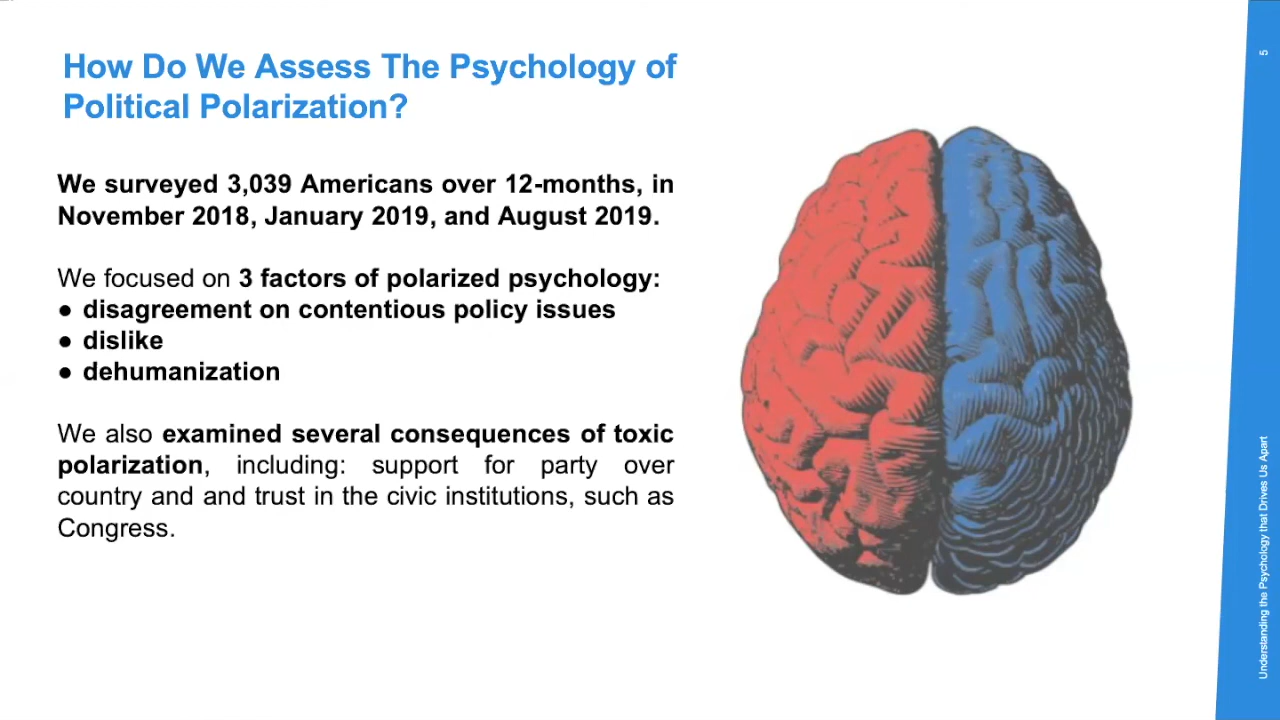 How Do We Assess The Psychology of
Political Polarization?
We surveyed 3,039 Americans over 12-months, in
November 2018, January 2019, and August 2019.
We focused on 3 factors of polarized psychology:
● disagreement on contentious policy issues
● dislike
● dehumanization
We also examined several consequences of toxic
polarization, including: support for party over
country and and trust in the civic institutions, such as
Congress.
5
Understanding the Psychology that Drives Us Apart